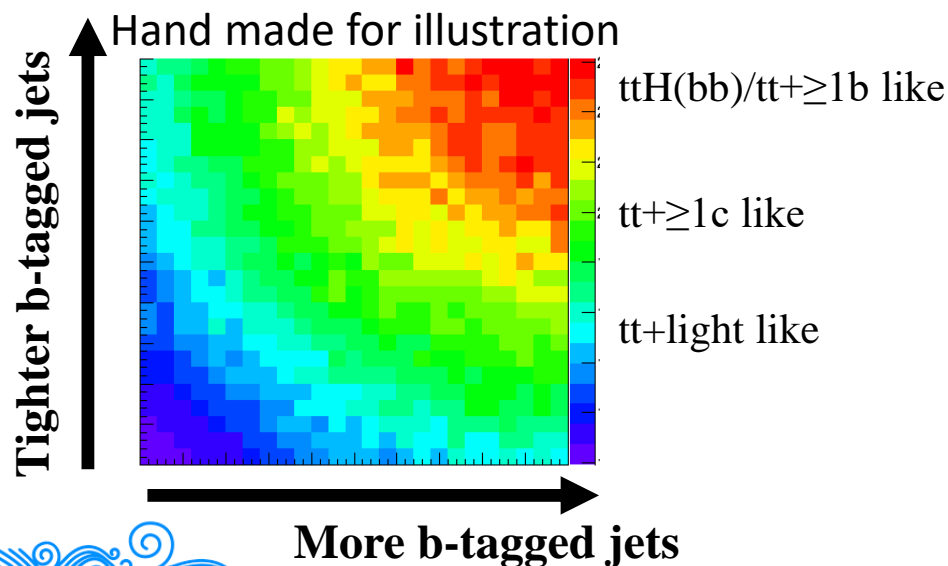 Hand made for illustration
Tighter b-tagged jets
ttH(bb)/tt+≥1b like
tt+≥1c like
tt+light like
More b-tagged jets